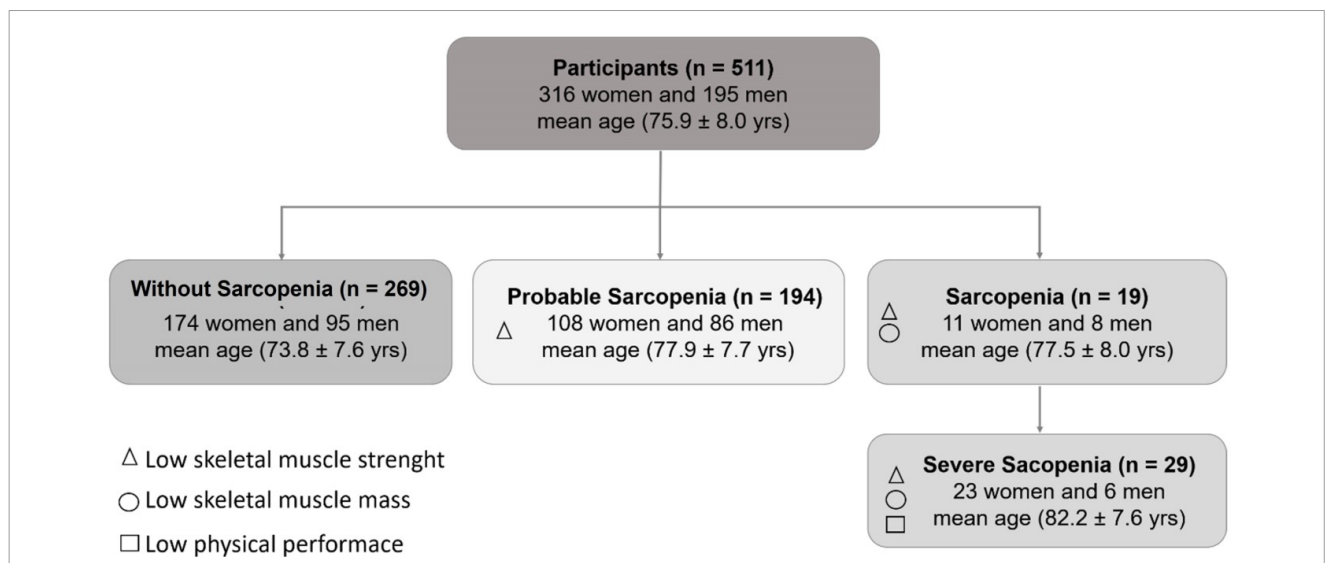 Participants (n = 511)
316 women and 195 men
mean age (75.9 ± 8.0 yrs)
Without Sarcopenia (n = 269)
174 women and 95 men
mean age (73.8 ± 7.6 yrs)
Probable Sarcopenia (n = 194)
108 women and 86 men
mean age (77.9 ± 7.7 yrs)
Sarcopenia (n = 19)
11 women and 8 men
mean age (77.5 ± 8.0 yrs)
Severe Sacopenia (n = 29)
23 women and 6 men
mean age (82.2 ± 7.6 yrs)
Low skeletal muscle strenght
Low skeletal muscle mass
Low physical performace